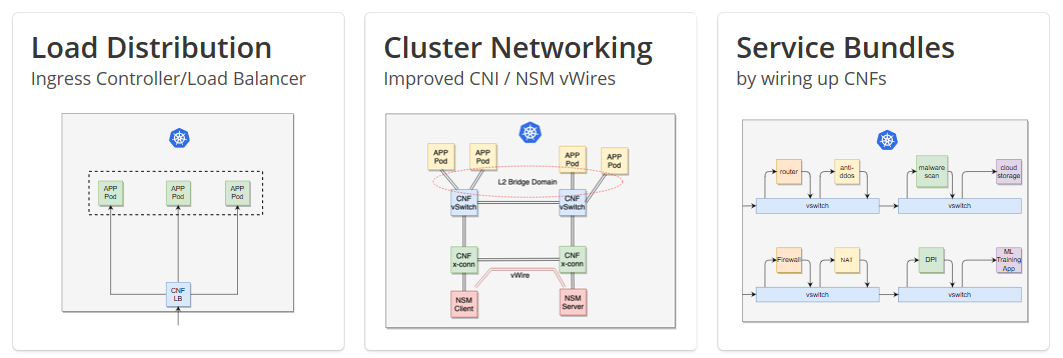 Load Distribution
Ingress Controller/Load Balancer
APP
Pod
APP
Pod
APP
Pod
CNF
LB
Cluster Networking
Improved CNI / NSM vWires
APP
Pod
APP
Pod
APP
Pod
APP
Pod
L2 Bridge Domain
CNF
vSwitch
CNF
vSwitch
CNF
x-conn
CNF
x-conn
vWire
NSM
Client
NSM
Server
Service Bundles
by wiring up CNFs
router
anti-
ddos
malware
scan
cloud
storage
vswitch
vswitch
Firewall
NAT
DPI
ML
Training
App
vswitch
vswitch